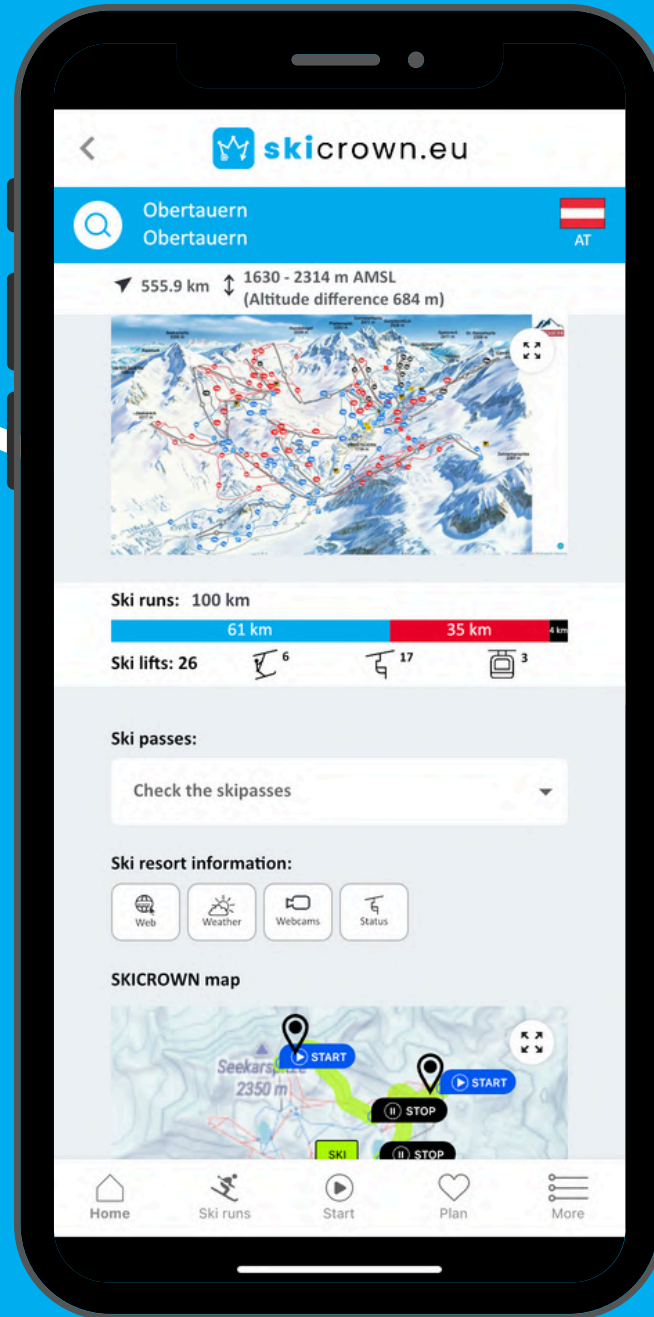 skicrown.eu
Obertauern
Obertauern
AT
555.9 km
1630 - 2314 m AMSL
(Altitude difference 684 m)
Ski runs: 100 km
61 km 35 km 4 km
Ski lifts: 26 6 17 3
Ski passes:
Check the skipasses
Ski resort information:
Web Weather Webcams Status
SKICROWN map
START
2350 m
START
STOP
SKI
STOP
Home Ski runs Start Plan More